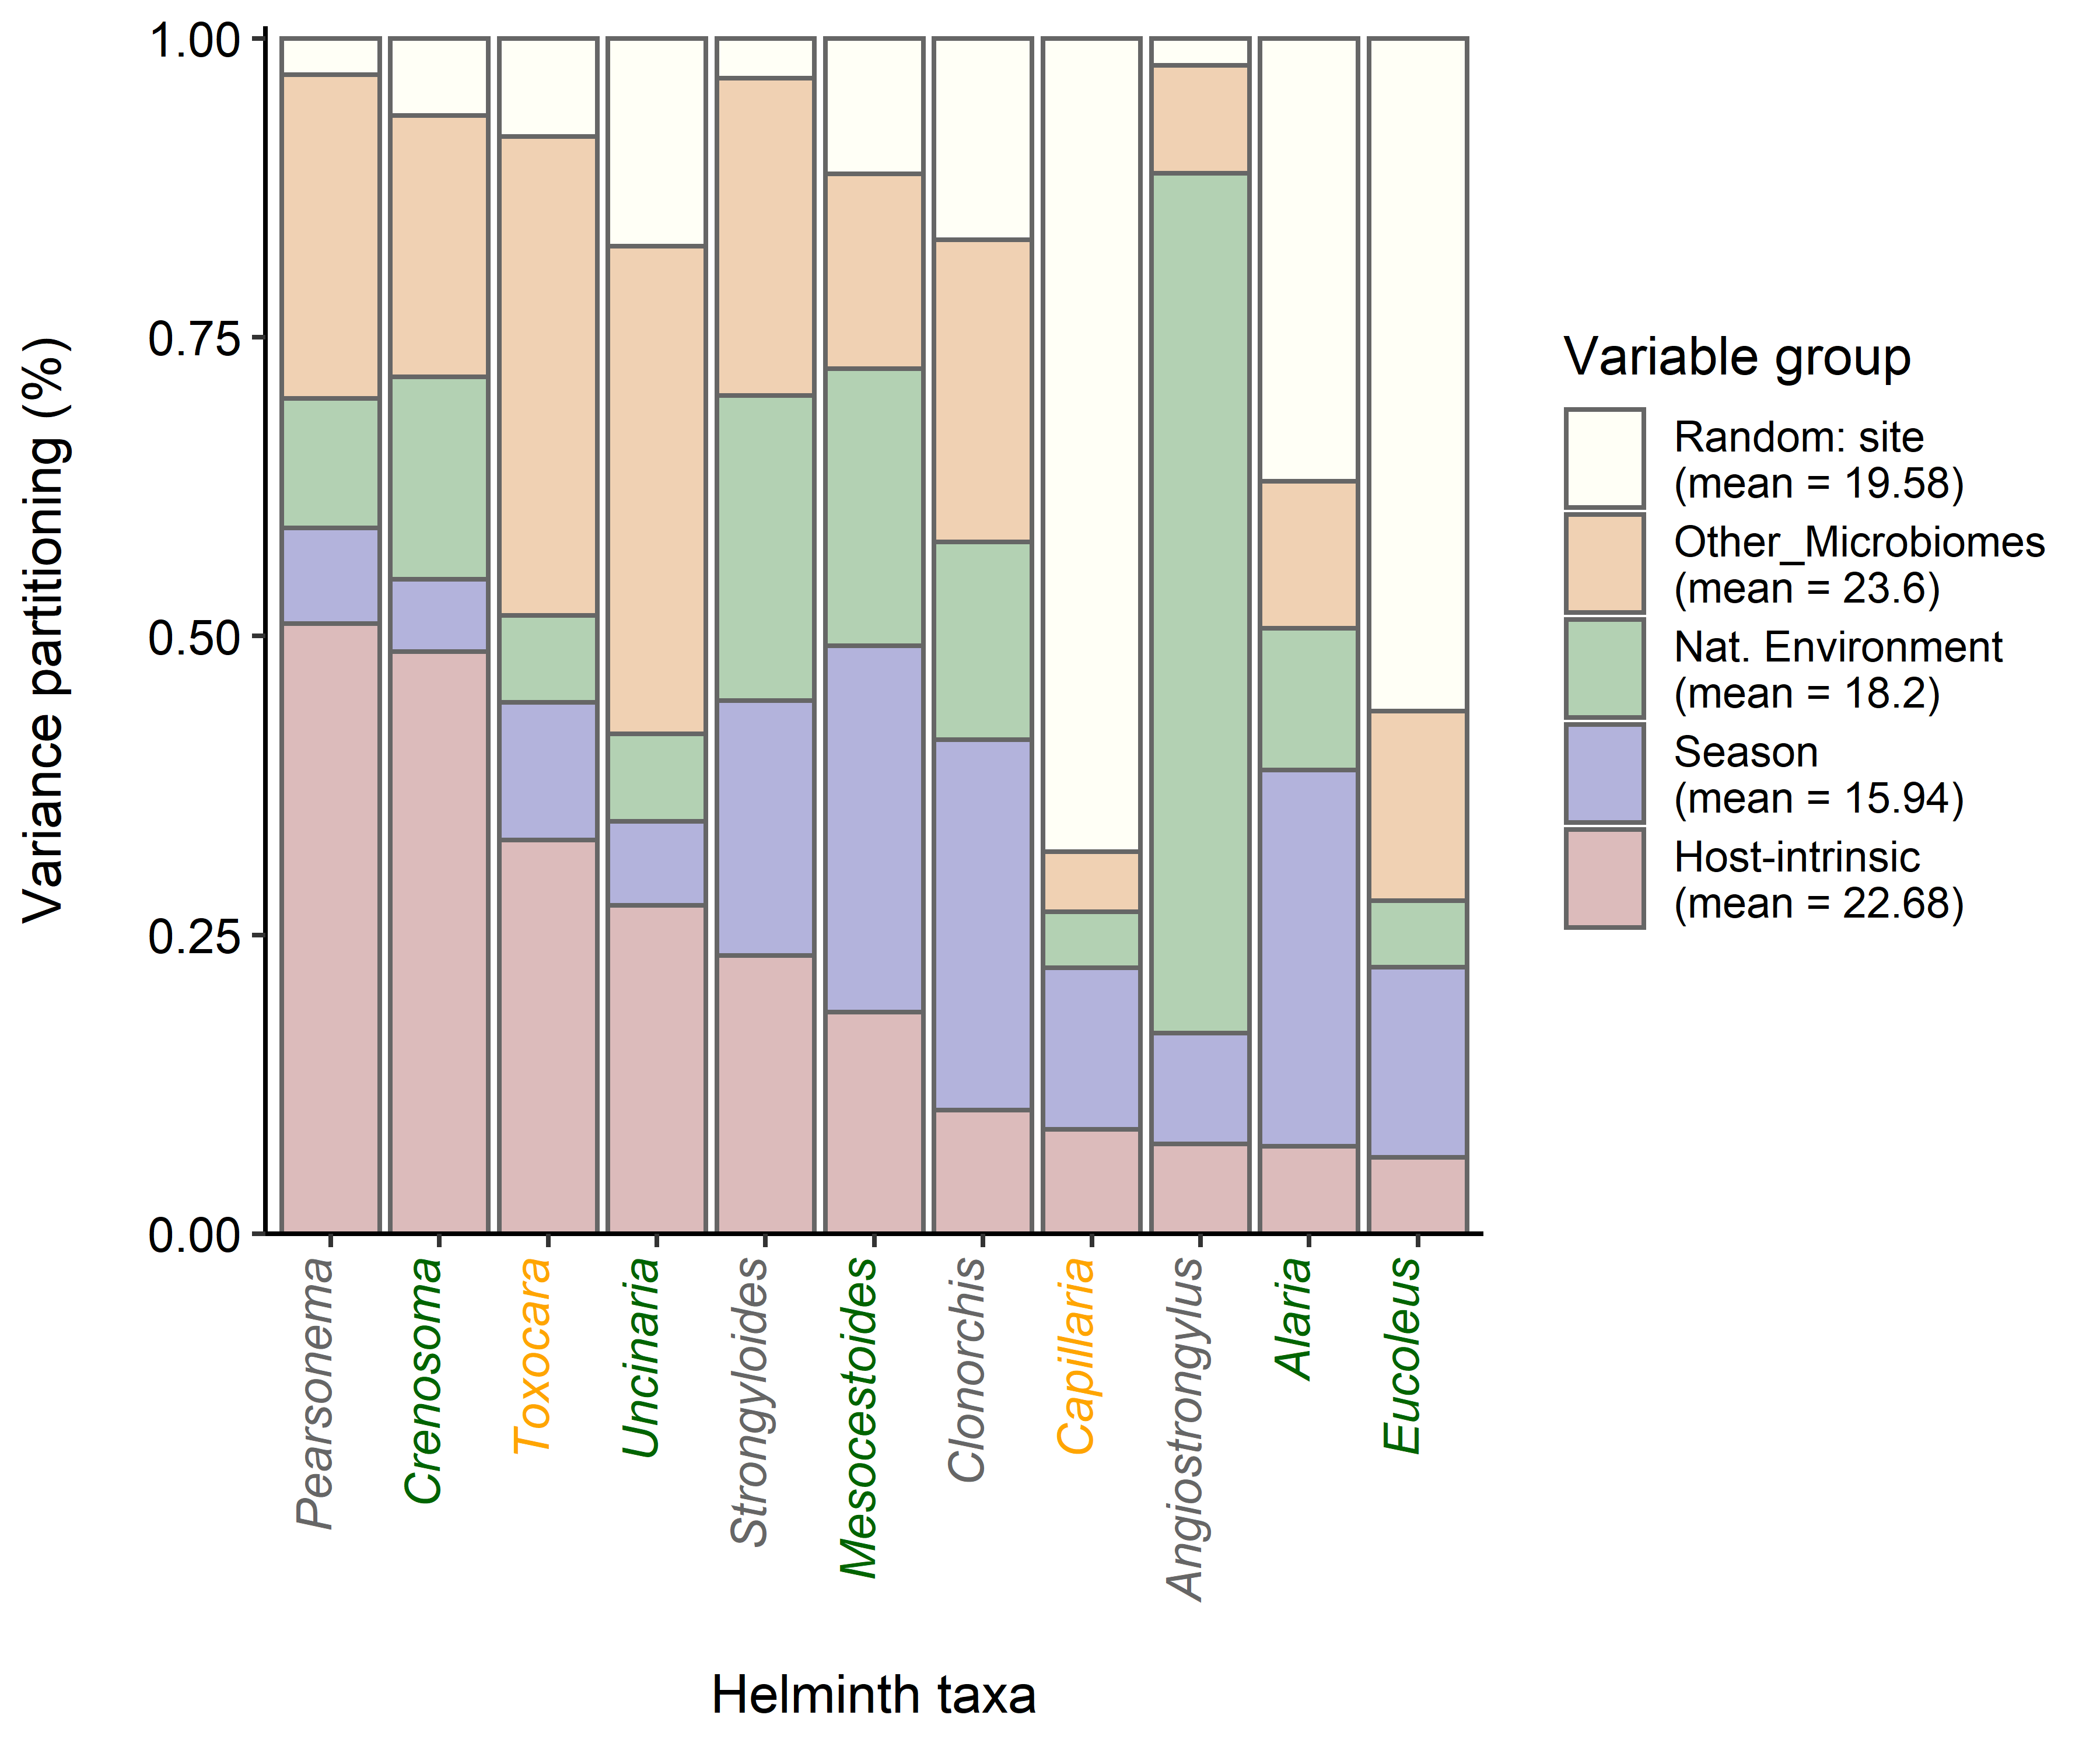 1.00
0.75
0.50
0.25
0.00
Variance partitioning (%)
Pearsonema
Crenosoma
Toxocara
Uncinaria
Strongyloides
Mesocestoides
Clonorchis
Capillaria
Angiostrongylus
Alaria
Eucoleus
Helminth taxa
Variable group
Random: site
(mean = 19.58)
Other_Microbiomes
(mean = 23.6)
Nat. Environment
(mean = 18.2)
Season
(mean = 15.94)
Host-intrinsic
(mean = 22.68)